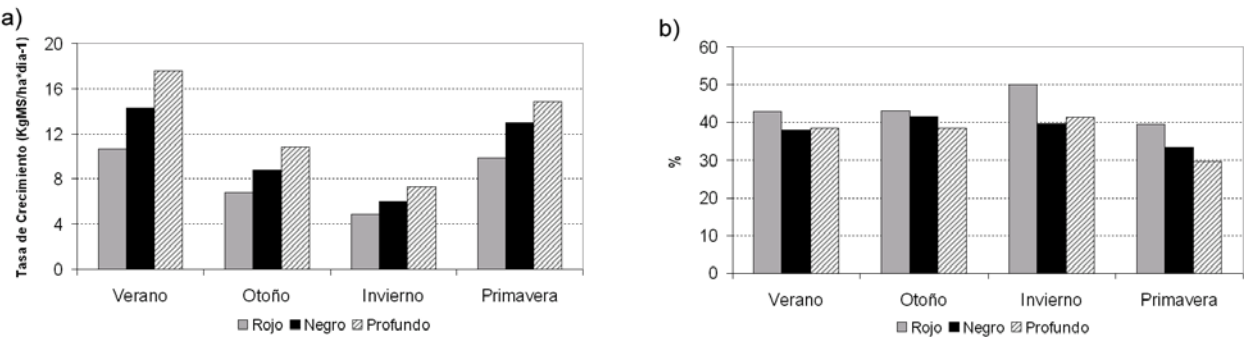 a)
Tasa de Crecimiento (KgMS/ha*dia-1)
20
16
12
8
4
0
Verano Otoño Invierno Primavera
Rojo Negro Profundo
b)
%
60
50
40
30
20
10
0
Verano Otoño Invierno Primavera
Rojo Negro Profundo